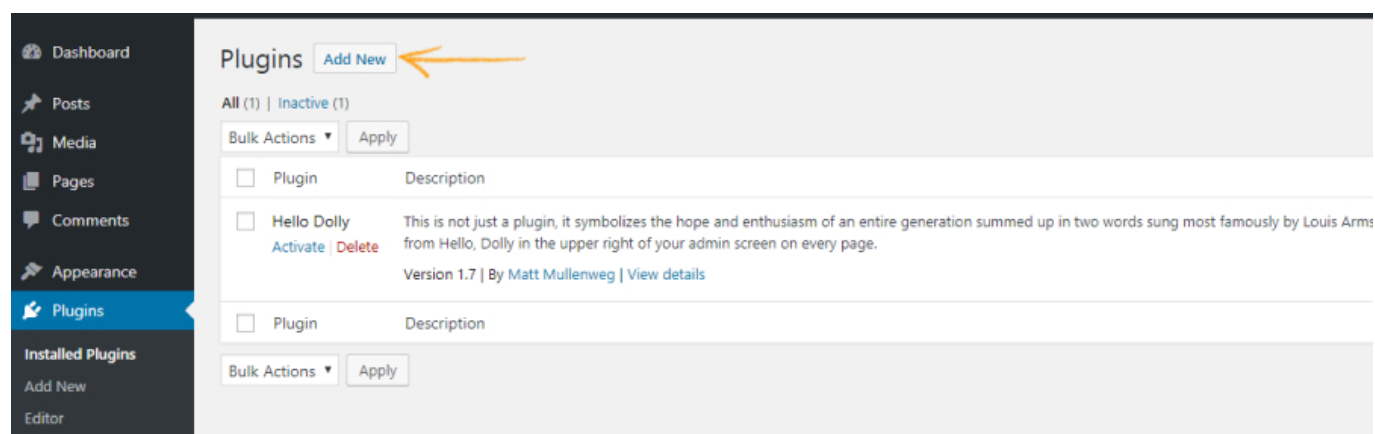 Dashboard
Posts
Media
Pages
Comments
Appearance
Plugins
Installed Plugins
Add New
Editor
Plugins Add New
All (1) | Inactive (1)
Bulk Actions Apply
Plugin Description
Hello Dolly This is not just a plugin, it symbolizes the hope and enthusiasm of an entire generation summed up in two words sung most famously by Louis Arms
Activate | Delete from Hello, Dolly in the upper right of your admin screen on every page.
Version 1.7 | By Matt Mullenweg | View details
Plugin Description
Bulk Actions Apply